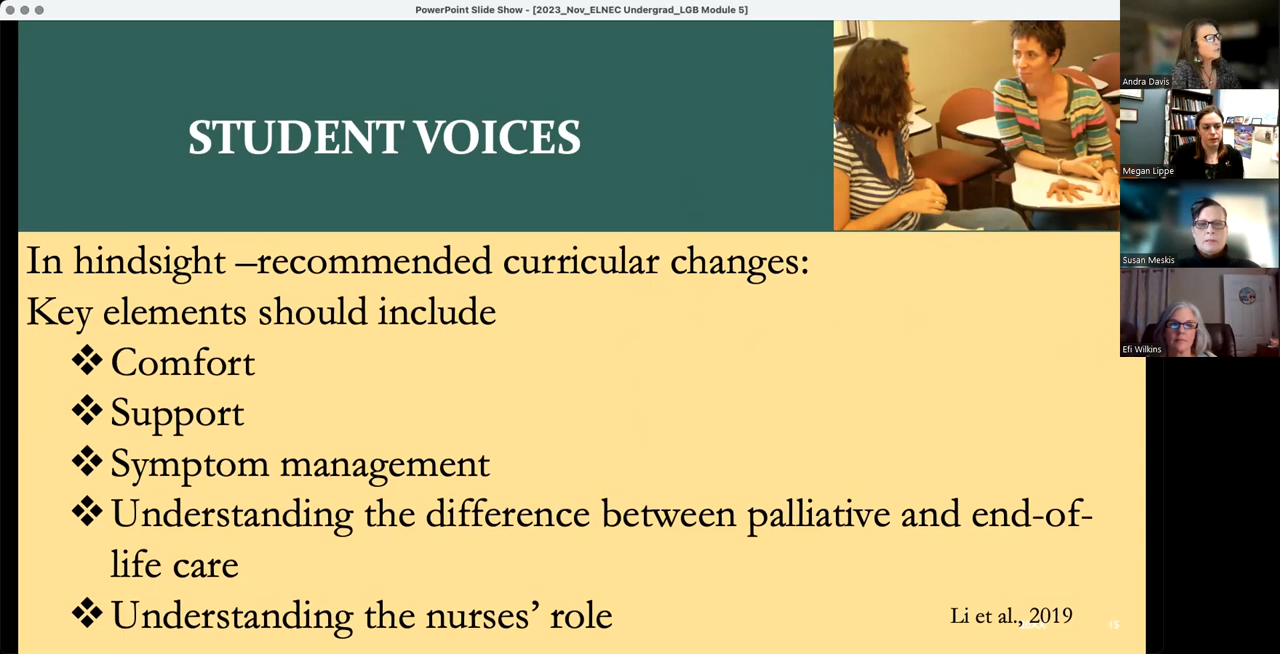 PowerPoint Slide Show - [2023_Nov_ELNEC Undergrad_LGB Module 5]
STUDENT VOICES
In hindsight –recommended curricular changes:
Key elements should include
❖ Comfort
❖ Support
❖ Symptom management
❖ Understanding the difference between palliative and end-of-
life care
❖ Understanding the nurses’ role
Li et al., 2019
15
Andra Davis
Megan Lippe
Susan Meskis
Efi Wilkins